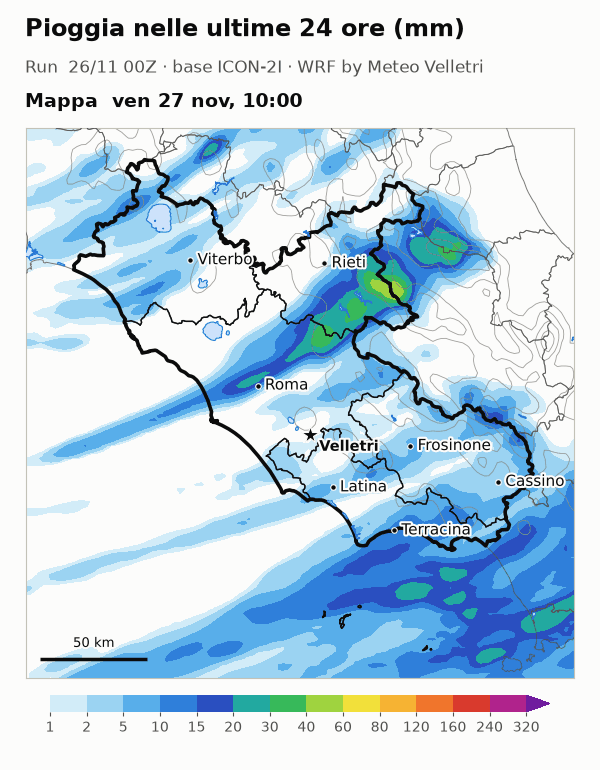 Pioggia nelle ultime 24 ore (mm)
Run  26/11 00Z · base ICON-2I · WRF by Meteo Velletri
Mappa  ven 27 nov, 10:00
Viterbo
Rieti
Roma
Velletri
Frosinone
Latina
Cassino
Terracina
50 km
1 2 5 10 15 20 30 40 60 80 120 160 240 320